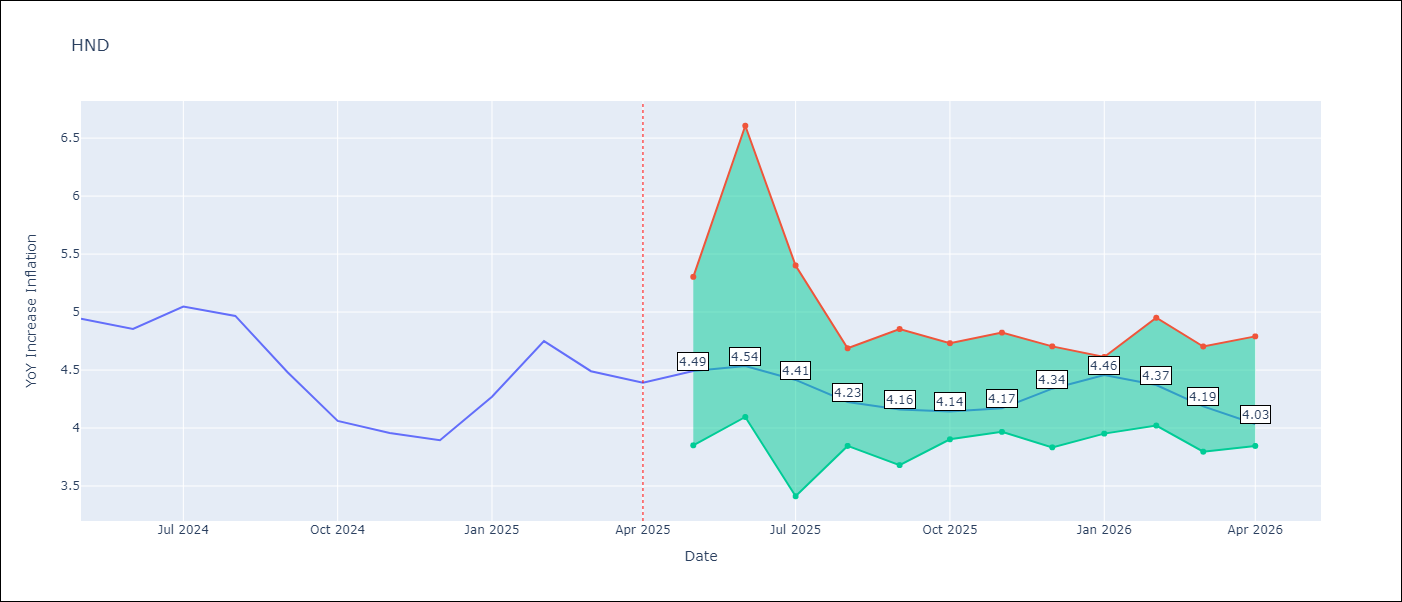 HND
YoY Increase Inflation
6.5
6
5.5
5
4.5
4
3.5
4.49
4.54
4.41
4.23
4.16
4.14
4.17
4.34
4.46
4.37
4.19
4.03
Jul 2024
Oct 2024
Jan 2025
Apr 2025
Jul 2025
Oct 2025
Jan 2026
Apr 2026
Date